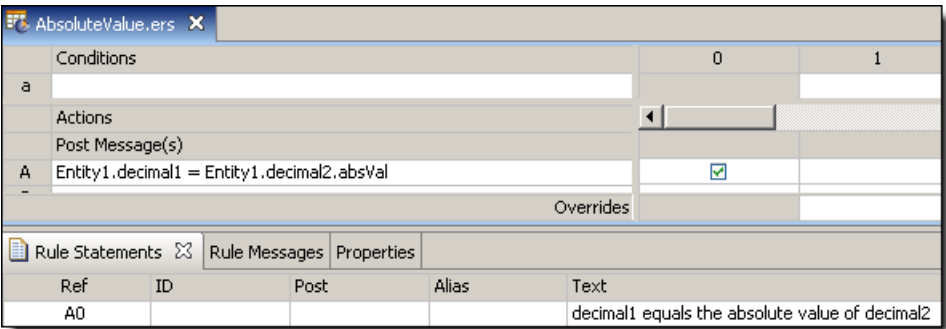 AbsoluteValue.ers
Conditions 0 1
a
Actions
Post Message(s)
A Entity1.decimal1 = Entity1.decimal2.absVal
Overrides
Rule Statements Rule Messages Properties
Ref ID Post Alias Text
A0 decimal1 equals the absolute value of decimal2